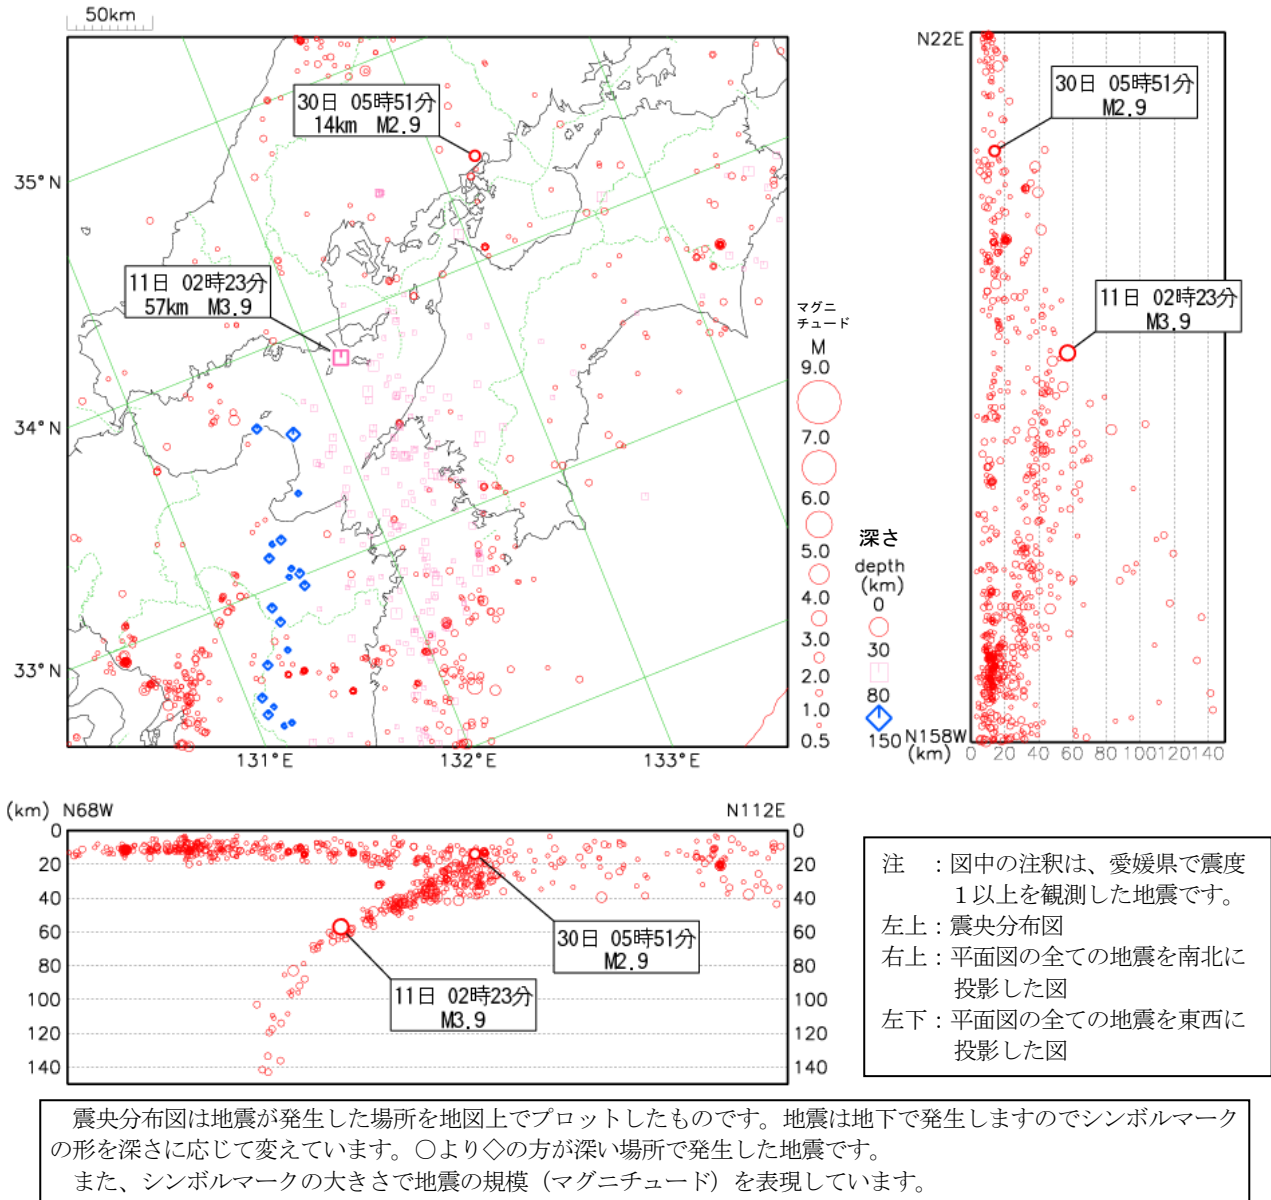 50km
30日 05時51分
14km M2.9
35°N
11日 02時23分
57km M3.9
34°N
33°N
131°E
132°E
133°E
マグニ
チュード
M
9.0
7.0
6.0
5.0
4.0
3.0
2.0
1.0
0.5
深さ
depth
(km)
0
30
80
150
N22E
30日 05時51分
M2.9
11日 02時23分
M3.9
N158W
(km)
0 20 40 60 80 100 120 140
(km) N68W
N112E
0
20
40
60
80
100
120
140
0
20
40
60
80
100
120
140
30日 05時51分
M2.9
11日 02時23分
M3.9
注 :図中の注釈は、愛媛県で震度
1以上を観測した地震です。
左上:震央分布図
右上:平面図の全ての地震を南北に
投影した図
左下:平面図の全ての地震を東西に
投影した図
震央分布図は地震が発生した場所を地図上でプロットしたものです。地震は地下で発生しますのでシンボルマーク
の形を深さに応じて変えています。○より◇の方が深い場所で発生した地震です。
また、シンボルマークの大きさで地震の規模(マグニチュード)を表現しています。